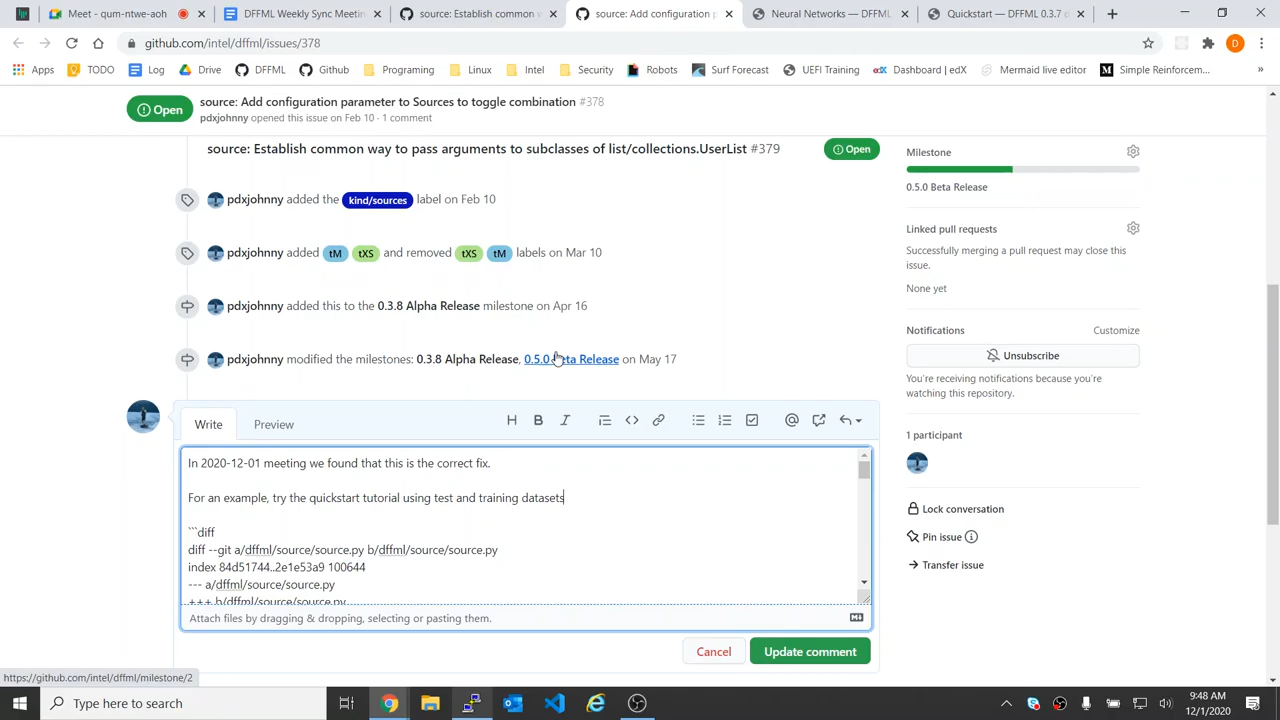 Meet - qum-ntwe-aoh
DFFML Weekly Sync Meetin
source: Establish common w
source: Add configuration p
Neural Networks — DFFML
Quickstart — DFFML 0.3.7 d
github.com/intel/dffml/issues/378
Apps
TODO
Log
Drive
DFFML
Github
Programing
Linux
Intel
Security
Robots
Surf Forecast
UEFI Training
Dashboard | edX
Mermaid live editor
Simple Reinforcem...
»
Open
source: Add configuration parameter to Sources to toggle combination #378
pdxjohnny opened this issue on Feb 10 · 1 comment
source: Establish common way to pass arguments to subclasses of list/collections.UserList #379
Open
pdxjohnny added the kind/sources label on Feb 10
pdxjohnny added tM tXS and removed tXS tM labels on Mar 10
pdxjohnny added this to the 0.3.8 Alpha Release milestone on Apr 16
pdxjohnny modified the milestones: 0.3.8 Alpha Release, 0.5.0 Beta Release on May 17
Write
Preview
In 2020-12-01 meeting we found that this is the correct fix.
For an example, try the quickstart tutorial using test and training datasets
```diff
diff --git a/dffml/source/source.py b/dffml/source/source.py
index 84d51744..2e1e53a9 100644
--- a/dffml/source/source.py
+++ b/dffml/source/source.py
Attach files by dragging & dropping, selecting or pasting them.
Cancel
Update comment
Milestone
0.5.0 Beta Release
Linked pull requests
Successfully merging a pull request may close this
issue.
None yet
Notifications
Customize
Unsubscribe
You're receiving notifications because you're
watching this repository.
1 participant
Lock conversation
Pin issue
Transfer issue
https://github.com/intel/dffml/milestone/2
Type here to search
9:48 AM
12/1/2020